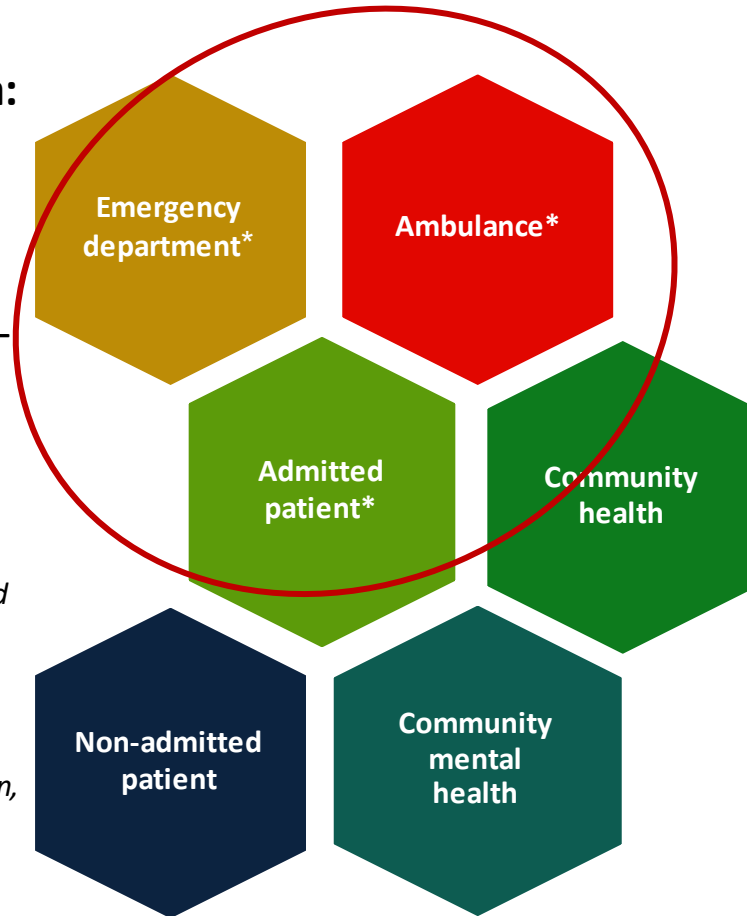 Emergency
department*
Ambulance*
Admitted
patient*
Community
health
Non-admitted
patient
Community
mental
health